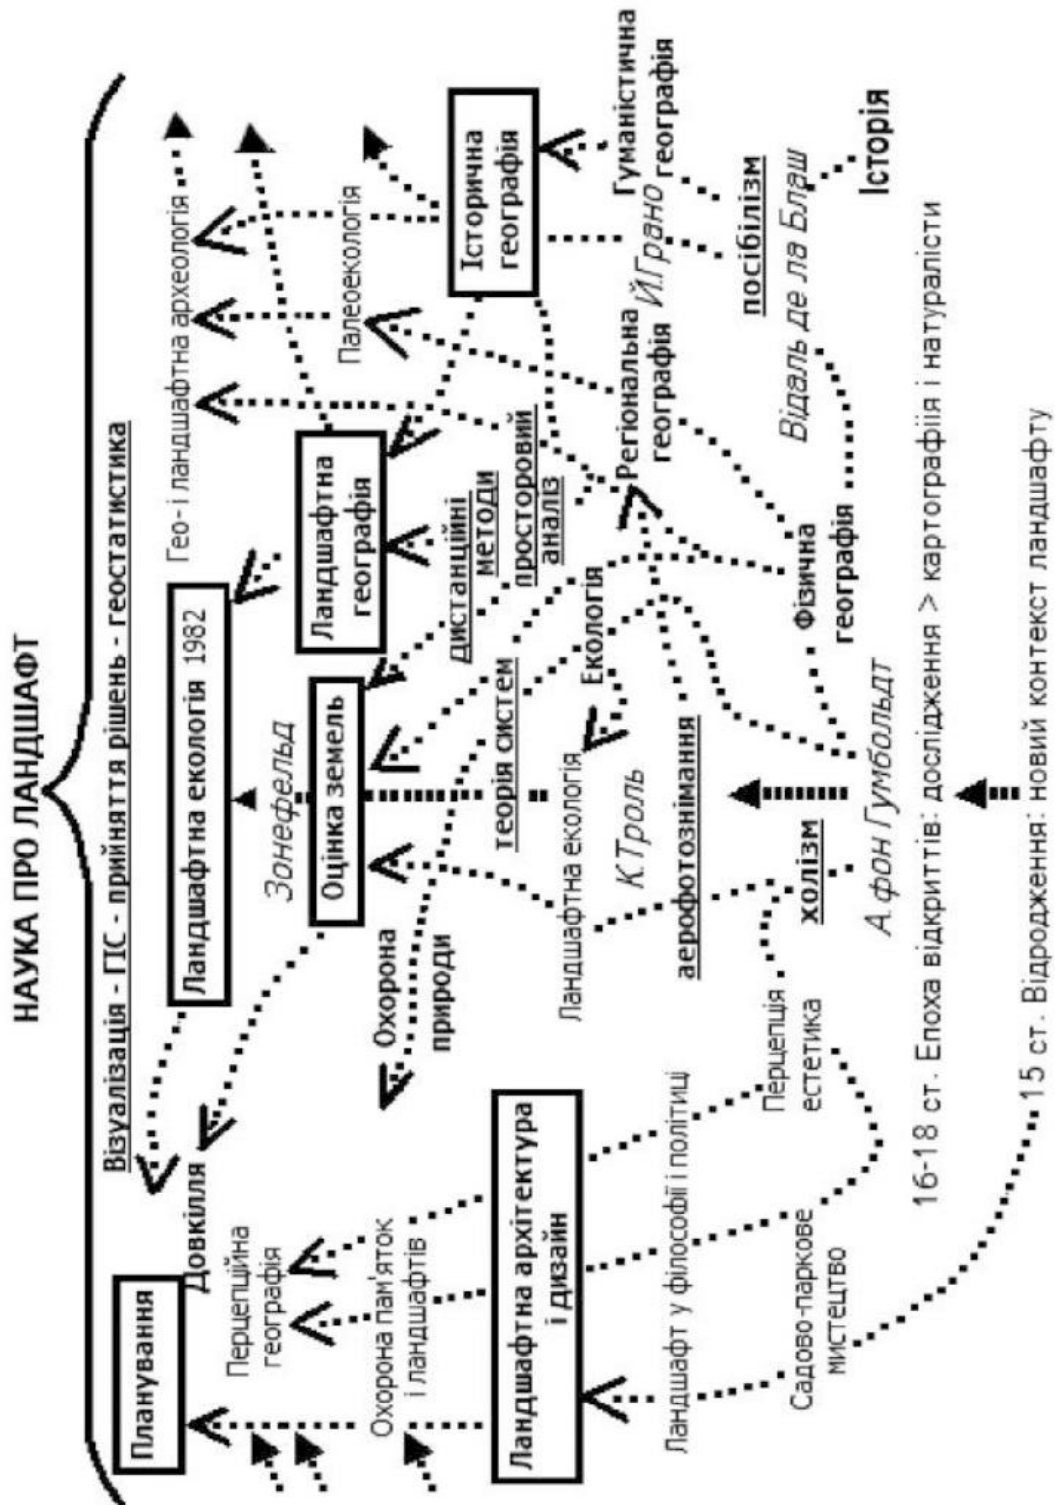 НАУКА ПРО ЛАНДШАФТ
Візуалізація - ГІС - прийняття рішень - геостатистика
Планування
Довкілля
Ландшафтна екологія 1982
Гео- і ландшафтна археологія
Перцепційна
географія
Зонефельд
Оцінка земель
Ландшафтна
географія
Палеоекологія
Охорона пам'яток
і ландшафтів
Охорона
природи
дистанційні
методи
просторовий
аналіз
Історична
географія
Ландшафтна архітектура
і дизайн
теорія систем
Ландшафтна екологія
Екологія
Регіональна
географія
Й.Грано
Гуманістична
географія
К.Троль
Ландшафт у філософії і політиці
аерофотознімання
посібілізм
Перцепція
естетика
холізм
Фізична
географія
Відаль де ла Блаш
Садово-паркове
мистецтво
А.фон Гумбольдт
Історія
16-18 ст. Епоха відкриттів: дослідження > картографіія і натуралісти
15 ст. Відродження: новий контекст ландшафту